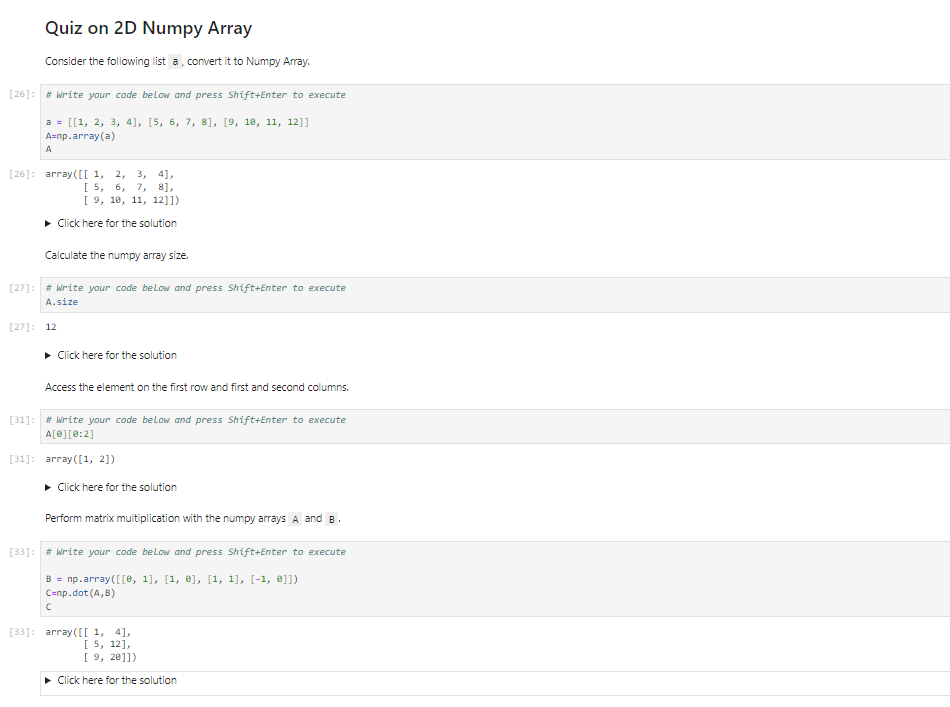 Quiz on 2D Numpy Array
Consider the following list a , convert it to Numpy Array.
[26]: # Write your code below and press Shift+Enter to execute
a = [[1, 2, 3, 4], [5, 6, 7, 8], [9, 10, 11, 12]]
A=np.array(a)
A
[26]: array([[ 1,  2,  3,  4],
       [ 5,  6,  7,  8],
       [ 9, 10, 11, 12]])
▶ Click here for the solution
Calculate the numpy array size.
[27]: # Write your code below and press Shift+Enter to execute
A.size
[27]: 12
▶ Click here for the solution
Access the element on the first row and first and second columns.
[31]: # Write your code below and press Shift+Enter to execute
A[0][0:2]
[31]: array([1, 2])
▶ Click here for the solution
Perform matrix multiplication with the numpy arrays A and B .
[33]: # Write your code below and press Shift+Enter to execute
B = np.array([[0, 1], [1, 0], [1, 1], [-1, 0]])
C=np.dot(A,B)
C
[33]: array([[ 1,  4],
       [ 5, 12],
       [ 9, 20]])
▶ Click here for the solution